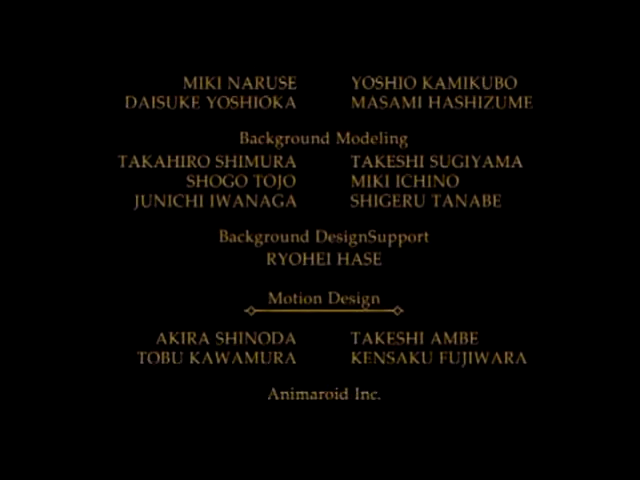 MIKI NARUSE YOSHIO KAMIKUBO
DAISUKE YOSHIOKA MASAMI HASHIZUME
Background Modeling
TAKAHIRO SHIMURA TAKESHI SUGIYAMA
SHOGO TOJO MIKI ICHINO
JUNICHI IWANAGA SHIGERU TANABE
Background DesignSupport
RYOHEI HASE
Motion Design
AKIRA SHINODA TAKESHI AMBE
TOBU KAWAMURA KENSAKU FUJIWARA
Animaroid Inc.